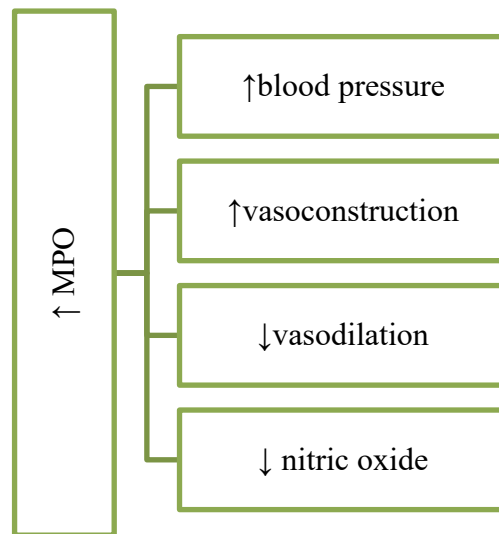 ↑ MPO
↑blood pressure
↑vasoconstruction
↓vasodilation
↓ nitric oxide